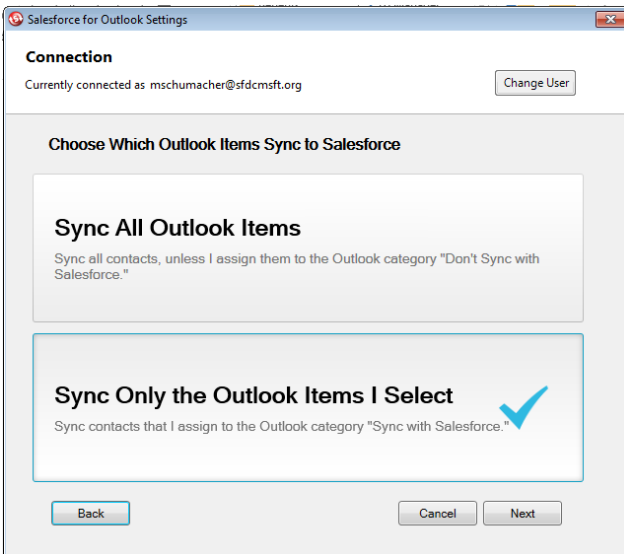 Salesforce for Outlook Settings
Connection
Currently connected as mschumacher@sfdcmsft.org
Change User
Choose Which Outlook Items Sync to Salesforce
Sync All Outlook Items
Sync all contacts, unless I assign them to the Outlook category "Don't Sync with
Salesforce."
Sync Only the Outlook Items I Select
Sync contacts that I assign to the Outlook category "Sync with Salesforce."
Back
Cancel
Next